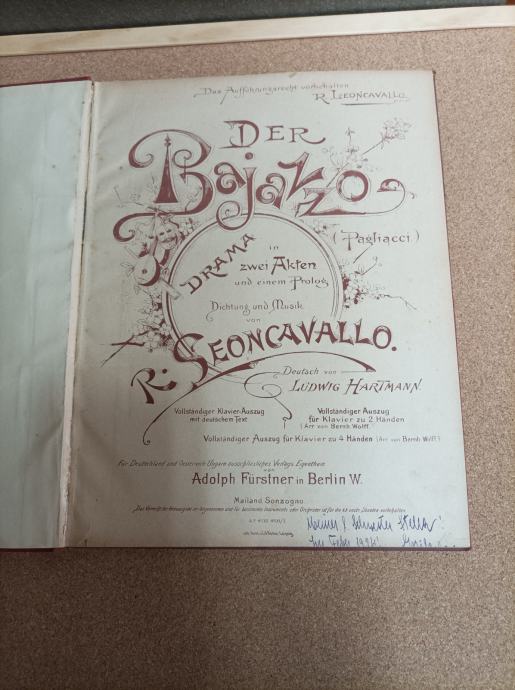 Das Aufführungsrecht vorbehalten
R. LEONCAVALLO.
DER
Bajazzo
(Pagliacci)
DRAMA
in
zwei Akten
und einem Prolog
Dichtung und Musik
von
R. LEONCAVALLO.
Deutsch von
LUDWIG HARTMANN.
Vollständiger Klavier-Auszug
mit deutschem Text
Vollständiger Auszug
für Klavier zu 2 Händen
(Arr von Bernh Wolff.)
Vollständiger Auszug für Klavier zu 4 Händen (Arr von Bernh Wolff.)
Für Deutschland und Oesterreich Ungarn ausschliessliches Verlags Eigenthum
von
Adolph Fürstner in Berlin W.
Mailand, Sonzogno.
Meiner l. Schwester